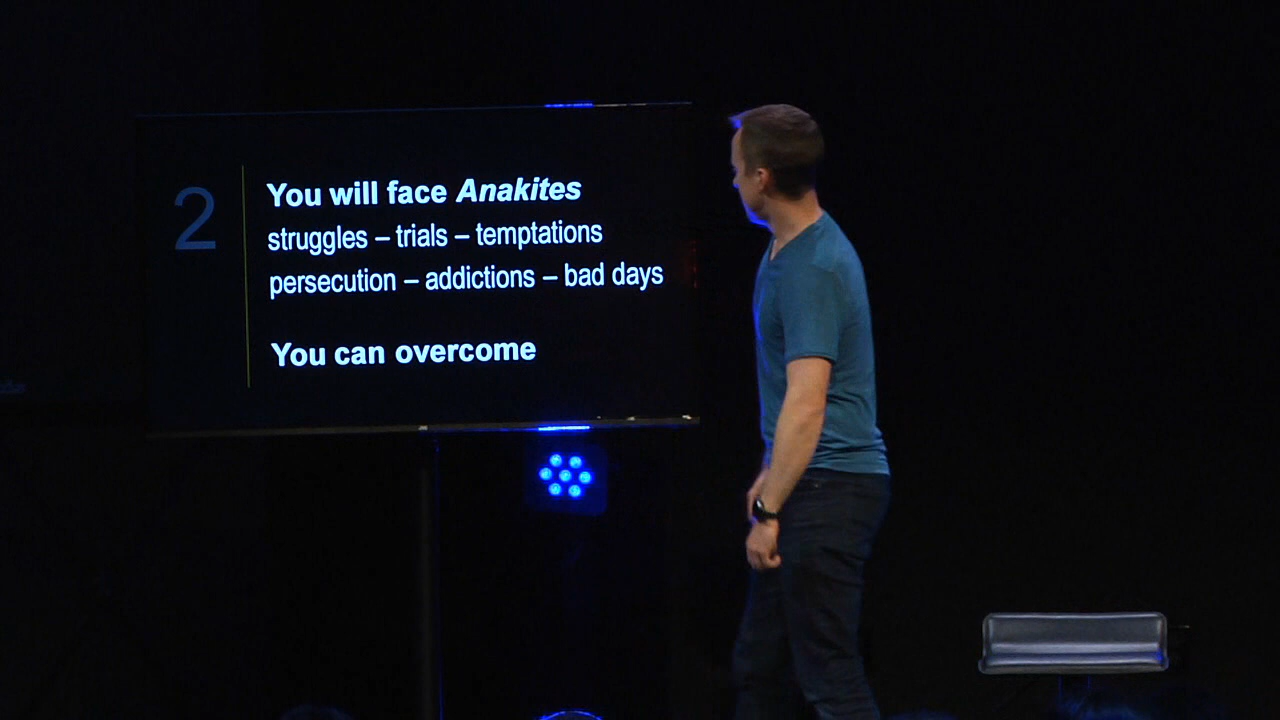 2
You will face Anakites
struggles – trials – temptations
persecution – addictions – bad days
You can overcome